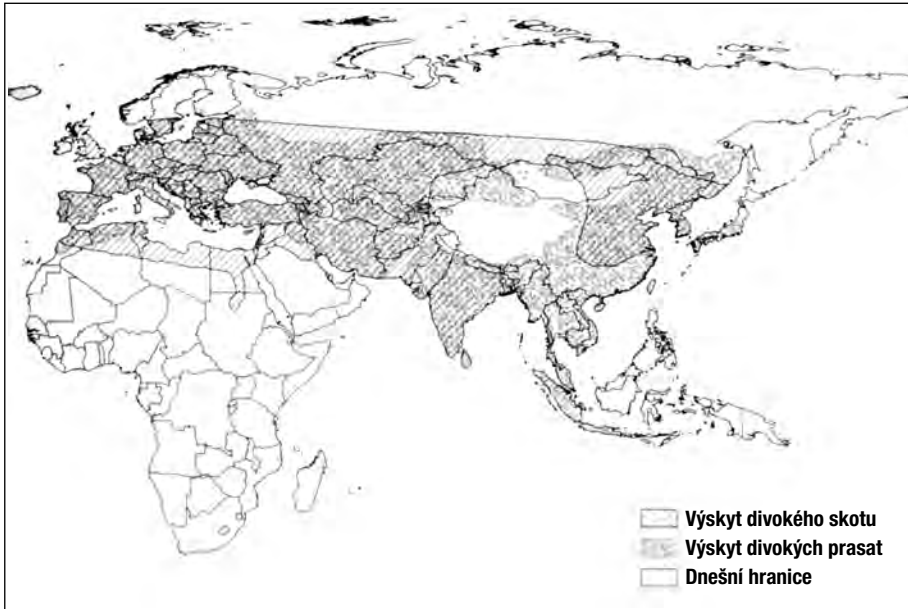 Výskyt divokého skotu
Výskyt divokých prasat
Dnešní hranice